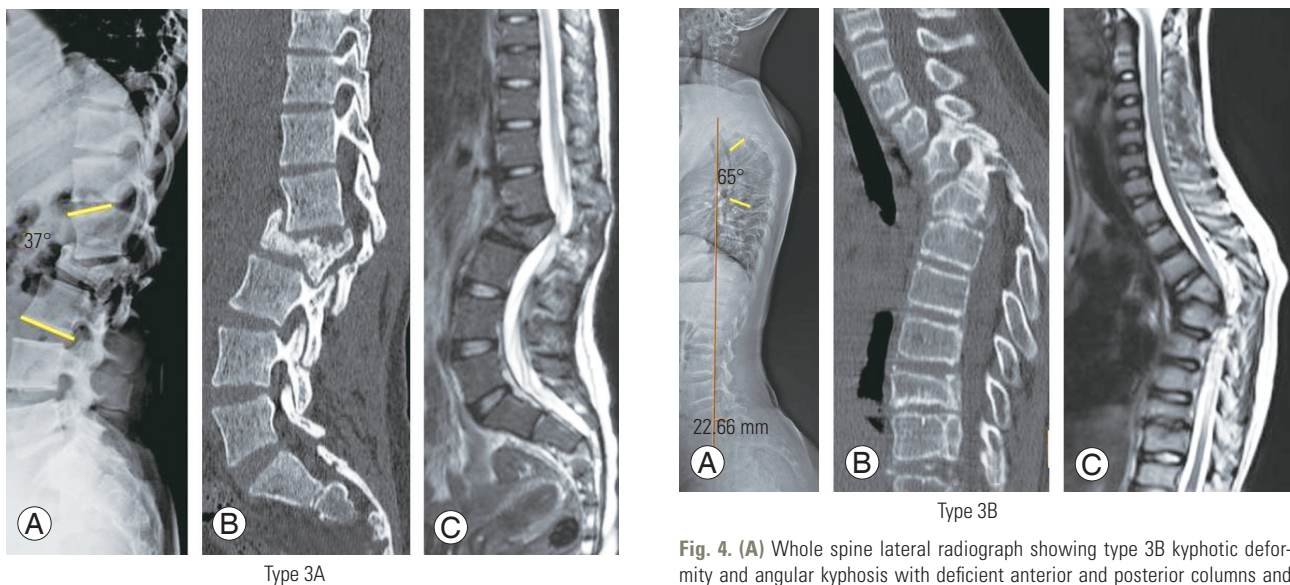 37°
A
B
C
Type 3A
65°
22.66 mm
A
B
C
Type 3B
Fig. 4. (A) Whole spine lateral radiograph showing type 3B kyphotic defor-
mity and angular kyphosis with deficient anterior and posterior columns and